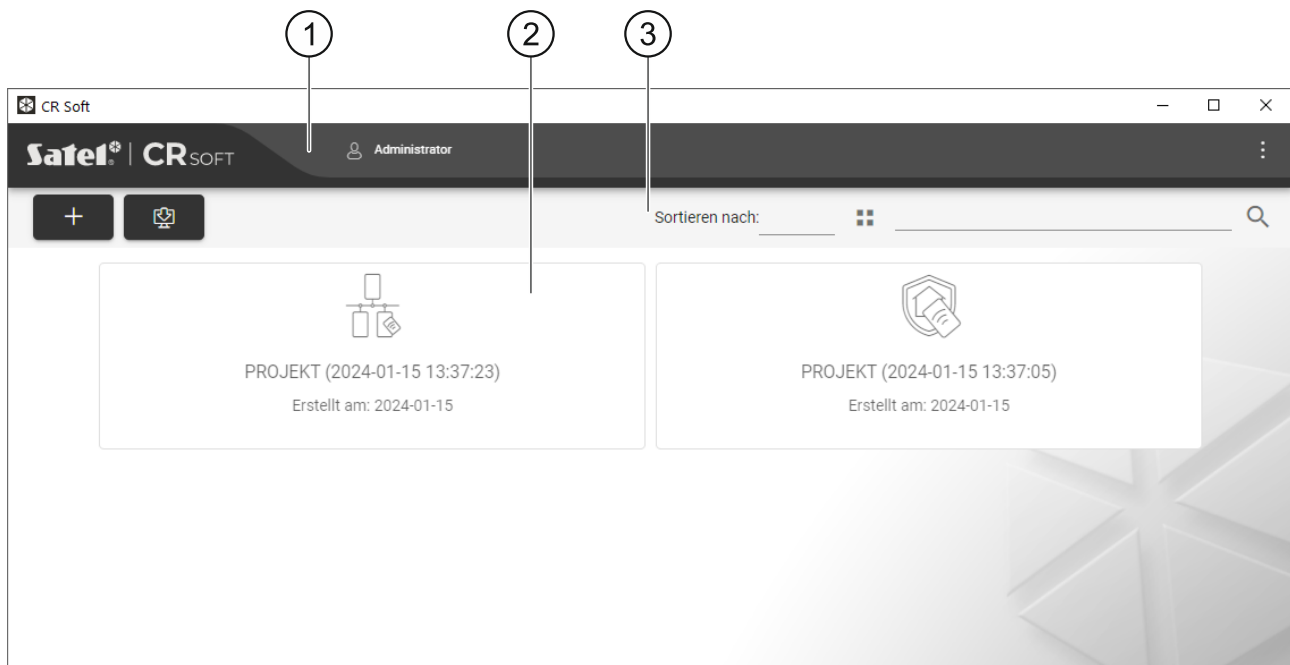 1 2 3
CR Soft
Satel® | CR SOFT Administrator
Sortieren nach:
PROJEKT (2024-01-15 13:37:23)
Erstellt am: 2024-01-15
PROJEKT (2024-01-15 13:37:05)
Erstellt am: 2024-01-15